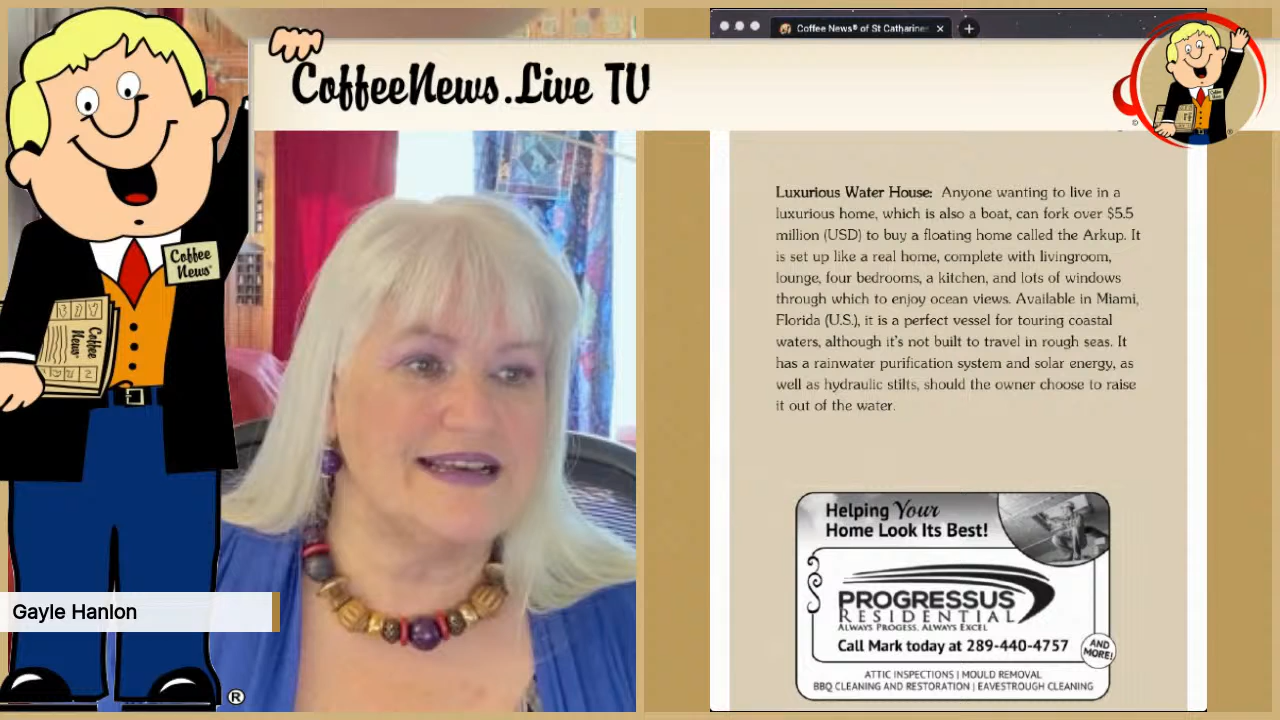 Coffee News® of St Catharines
CoffeeNews.Live TV
Coffee
News
Coffee
News
Gayle Hanlon
®
Luxurious Water House: Anyone wanting to live in a
luxurious home, which is also a boat, can fork over $5.5
million (USD) to buy a floating home called the Arkup. It
is set up like a real home, complete with livingroom,
lounge, four bedrooms, a kitchen, and lots of windows
through which to enjoy ocean views. Available in Miami,
Florida (U.S.), it is a perfect vessel for touring coastal
waters, although it's not built to travel in rough seas. It
has a rainwater purification system and solar energy, as
well as hydraulic stilts, should the owner choose to raise
it out of the water.
Helping Your
Home Look Its Best!
PROGRESSUS
RESIDENTIAL
ALWAYS PROGESS. ALWAYS EXCEL
Call Mark today at 289-440-4757
AND
MORE!
ATTIC INSPECTIONS | MOULD REMOVAL
BBQ CLEANING AND RESTORATION | EAVESTROUGH CLEANING